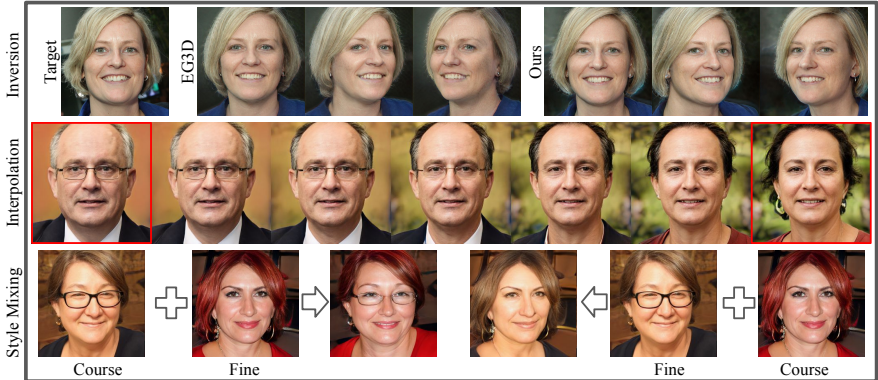 Inversion
Target
EG3D
Ours
Interpolation
Style Mixing
Course
Fine
Fine
Course